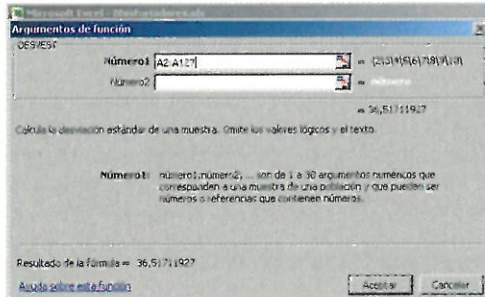 Microsoft Excel
Argumentos de función
DESVEST
Número1 A2:A127 = {2\3\4\5\6\7\8\9\10\
Número2 = número
= 36,51711927
Calcula la desviación estándar de una muestra. Omite los valores lógicos y el texto.
Número1: número1;número2; ... son de 1 a 30 argumentos numéricos que
corresponden a una muestra de una población y que pueden ser
números o referencias que contienen números.
Resultado de la fórmula = 36,51711927
Ayuda sobre esta función Aceptar Cancelar